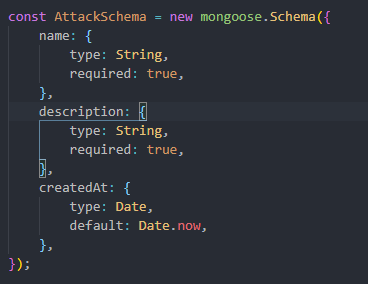 const AttackSchema = new mongoose.Schema({
    name: {
        type: String,
        required: true,
    },
    description: {
        type: String,
        required: true,
    },
    createdAt: {
        type: Date,
        default: Date.now,
    },
});